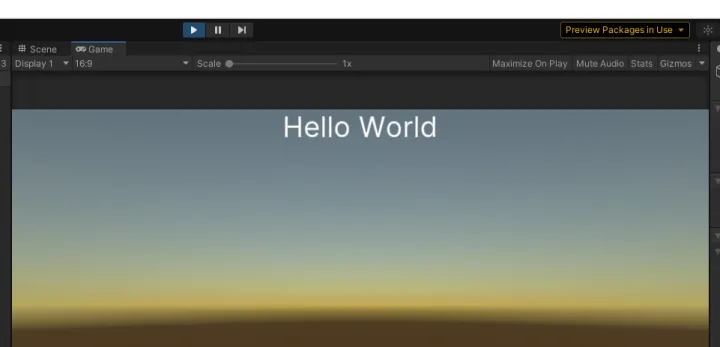 Preview Packages in Use
Scene
Game
3 Display 1 16:9 Scale 1x Maximize On Play Mute Audio Stats Gizmos
Hello World